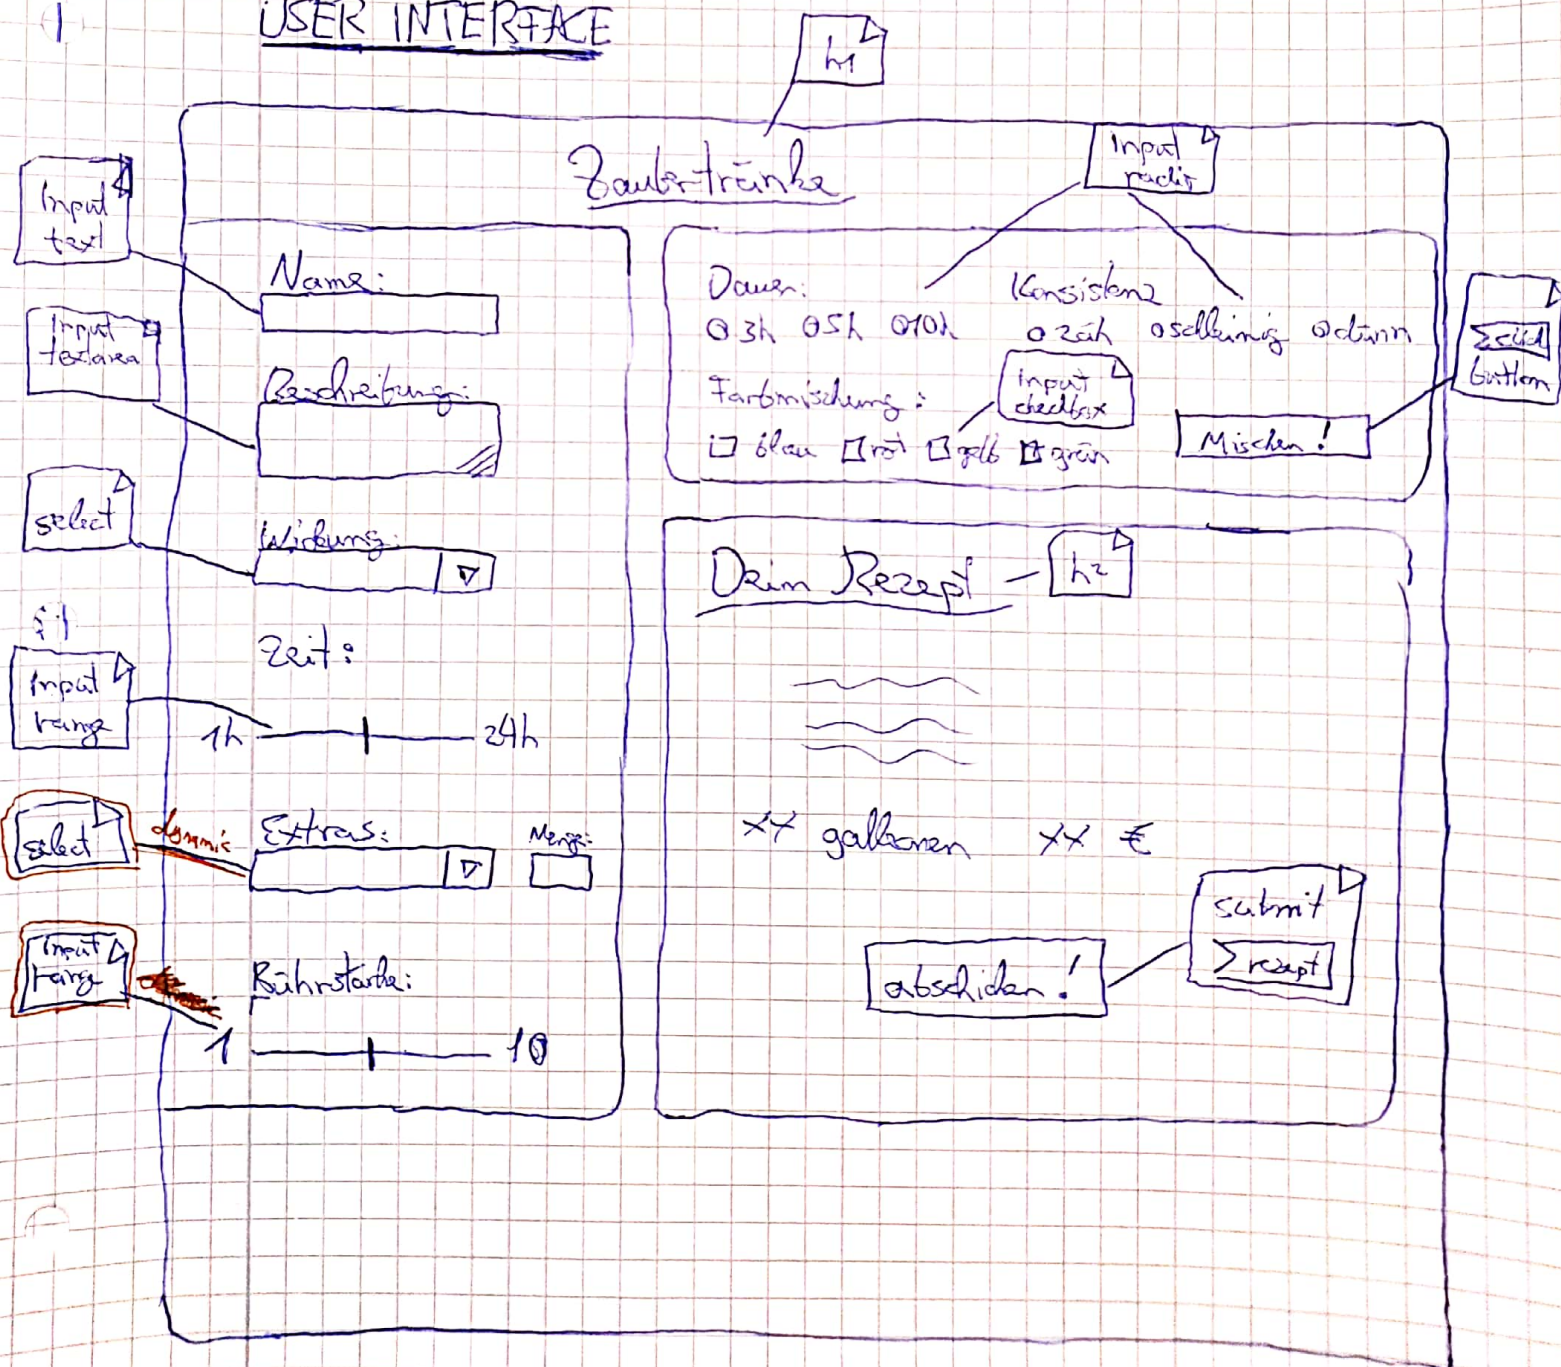 USER INTERFACE
h1
Zaubertränke
Input
radio
Input
text
Name:
Dauer:
3h 5h 10h
Konsistenz
zäh schleimig dünn
Input
textarea
Beschreibung:
Farbmischung:
blau rot gelb grün
Input
checkbox
Mischen!
button
select
Wirkung:
Dein Rezept
h2
Zeit:
Input
range
1h 24h
select
dynamic
Extras:
Menge:
XX gallonen XX €
Input
range
Rührstärke:
1 10
abschicken!
submit
Σ rezept